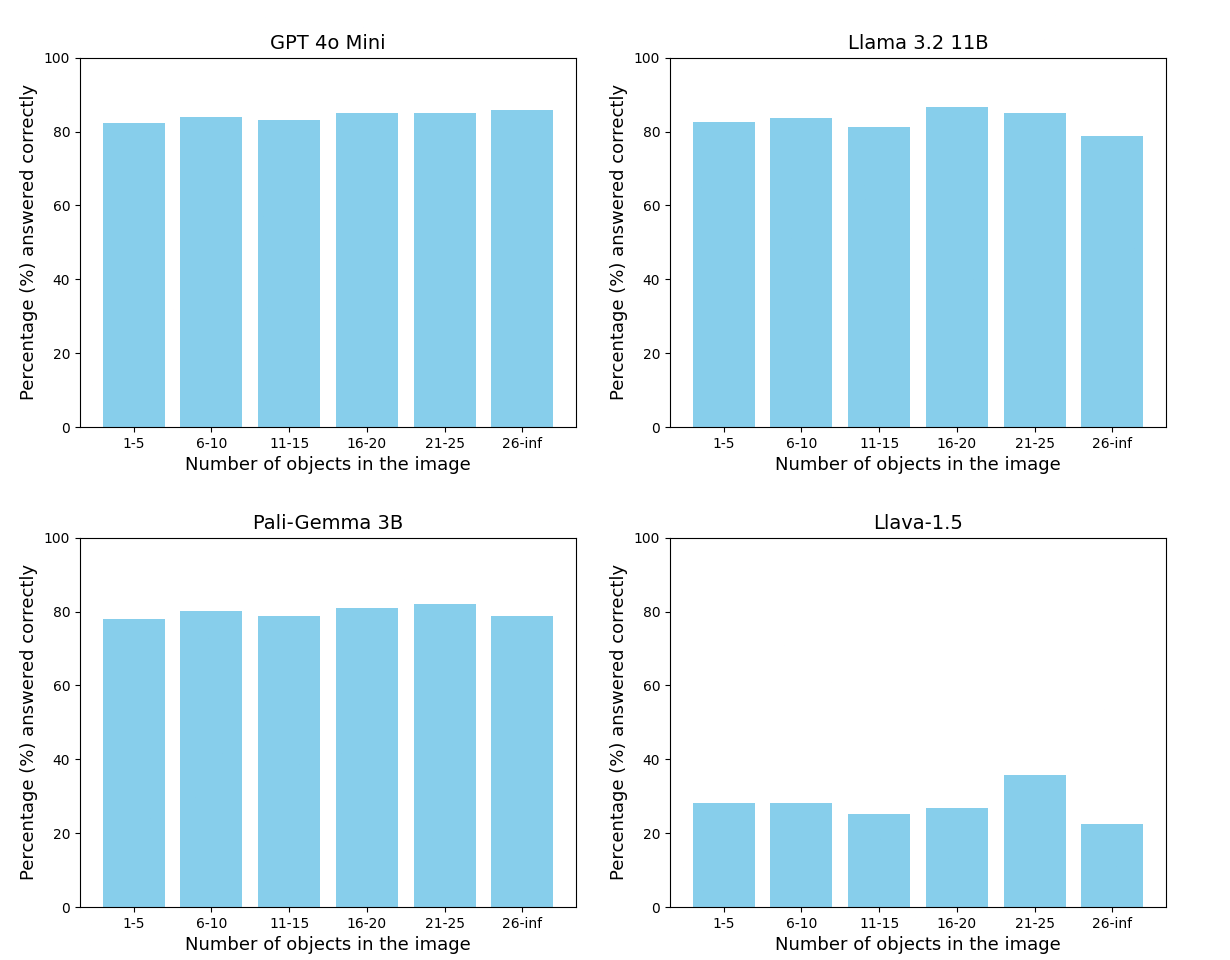 GPT 4o Mini
Percentage (%) answered correctly
100
80
60
40
20
0
1-5 6-10 11-15 16-20 21-25 26-inf
Number of objects in the image
Llama 3.2 11B
Percentage (%) answered correctly
100
80
60
40
20
0
1-5 6-10 11-15 16-20 21-25 26-inf
Number of objects in the image
Pali-Gemma 3B
Percentage (%) answered correctly
100
80
60
40
20
0
1-5 6-10 11-15 16-20 21-25 26-inf
Number of objects in the image
Llava-1.5
Percentage (%) answered correctly
100
80
60
40
20
0
1-5 6-10 11-15 16-20 21-25 26-inf
Number of objects in the image